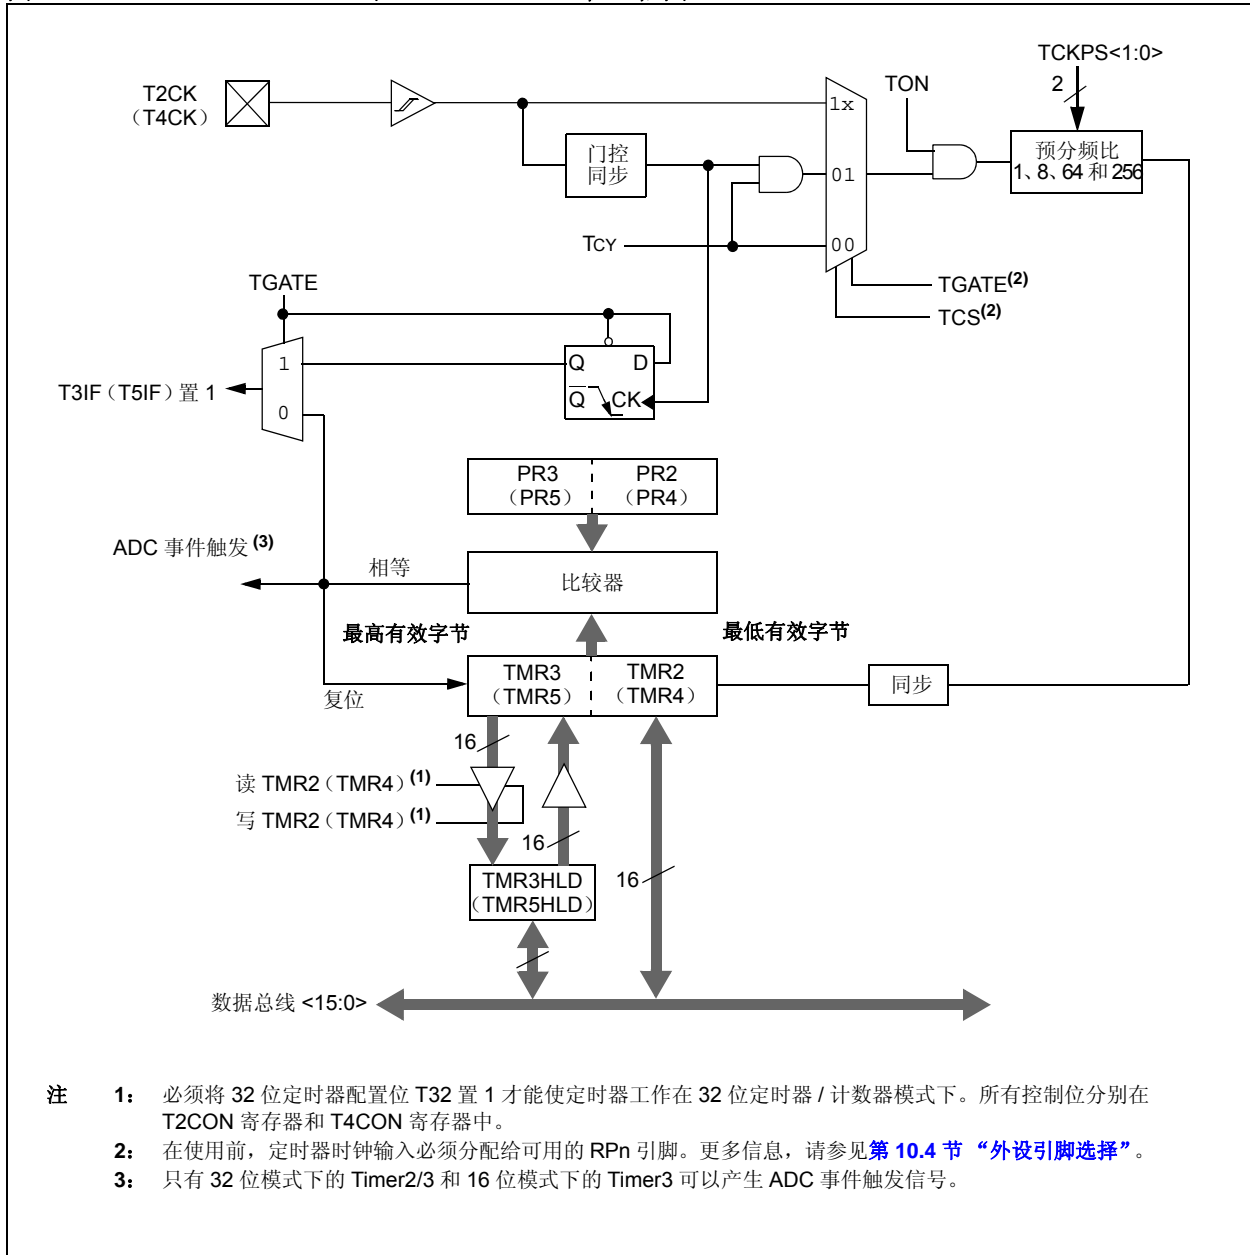 TCKPS<1:0>
2
TON
T2CK
（T4CK）
1x
门控
同步
预分频比
1、8、64 和 256
01
TCY
00
TGATE
TGATE(2)
TCS(2)
1
Q D
T3IF（T5IF）置 1
Q CK
0
PR3 PR2
（PR5） （PR4）
ADC 事件触发 (3)
相等
比较器
最高有效字节
最低有效字节
TMR3 TMR2
（TMR5） （TMR4）
同步
复位
16
读 TMR2（TMR4）(1)
写 TMR2（TMR4）(1)
16
TMR3HLD
（TMR5HLD）
16
数据总线 <15:0>
注 1： 必须将 32 位定时器配置位 T32 置 1 才能使定时器工作在 32 位定时器 / 计数器模式下。所有控制位分别在
T2CON 寄存器和 T4CON 寄存器中。
2： 在使用前，定时器时钟输入必须分配给可用的 RPn 引脚。更多信息，请参见第 10.4 节 “外设引脚选择”。
3： 只有 32 位模式下的 Timer2/3 和 16 位模式下的 Timer3 可以产生 ADC 事件触发信号。